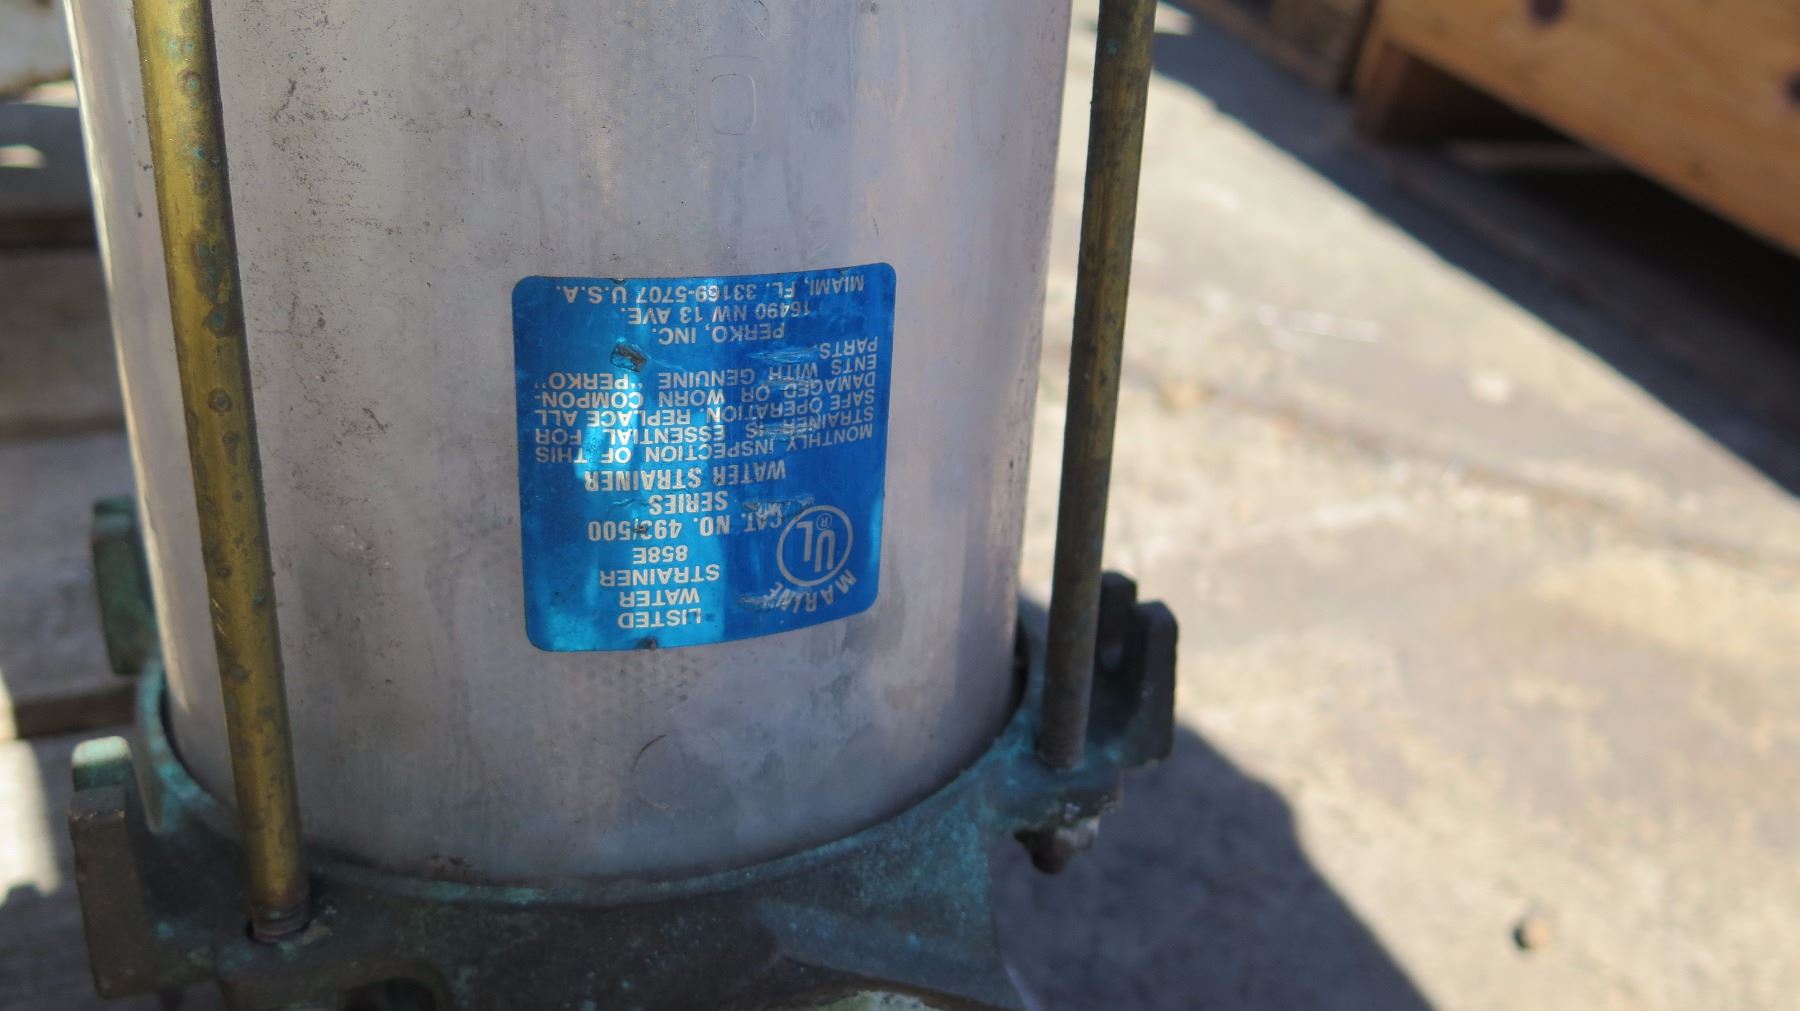 MARINE
UL®
LISTED
WATER
STRAINER
858E
CAT. NO. 493/500
SERIES
WATER STRAINER
MONTHLY INSPECTION OF THIS
STRAINER IS ESSENTIAL FOR
SAFE OPERATION. REPLACE ALL
DAMAGED OR WORN COMPON-
ENTS WITH GENUINE "PERKO"
PARTS.
PERKO, INC.
16490 NW 13 AVE.
MIAMI, FL. 33169-5707 U.S.A.